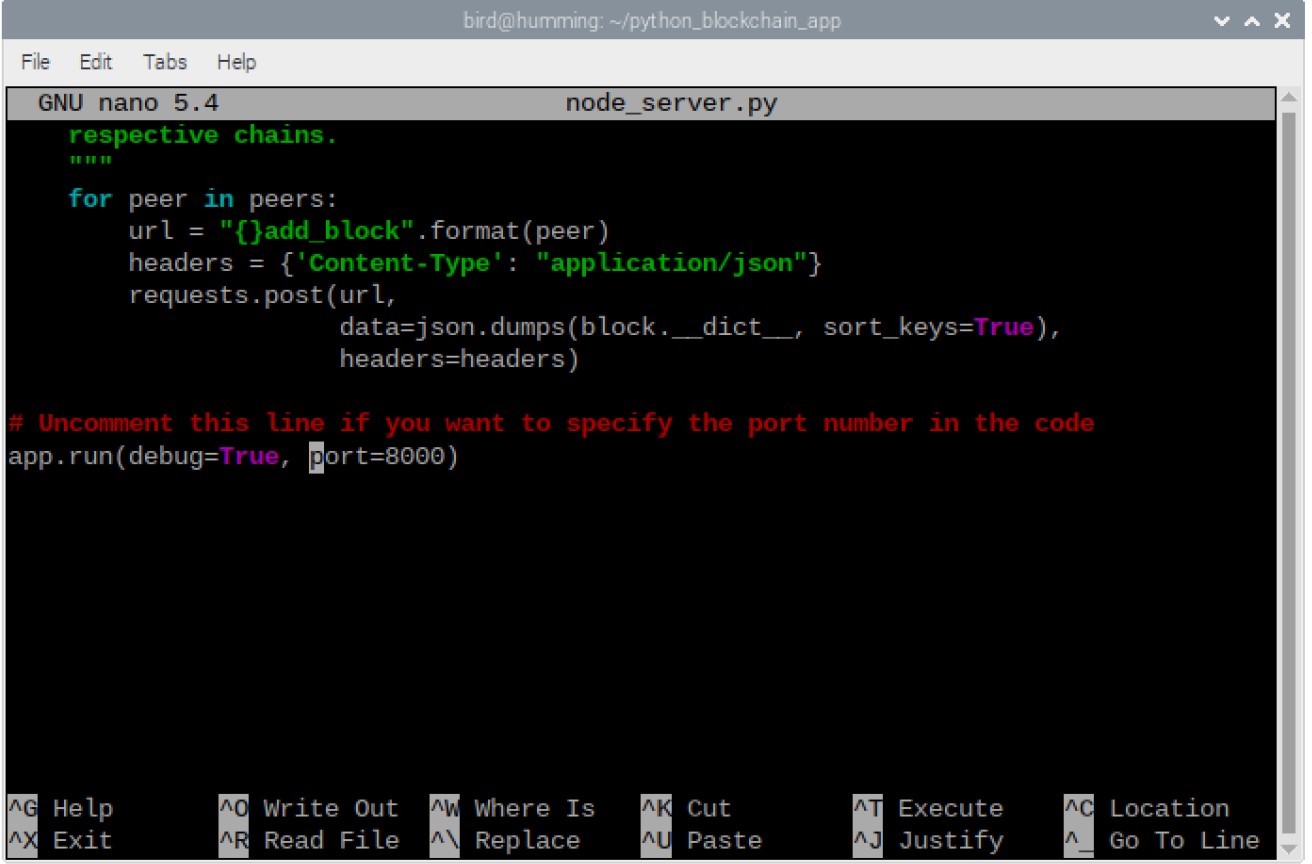 bird@humming: ~/python_blockchain_app
File Edit Tabs Help
GNU nano 5.4 node_server.py
    respective chains.
    """
    for peer in peers:
        url = "{}add_block".format(peer)
        headers = {'Content-Type': "application/json"}
        requests.post(url,
                      data=json.dumps(block.__dict__, sort_keys=True),
                      headers=headers)
# Uncomment this line if you want to specify the port number in the code
app.run(debug=True, port=8000)
^G Help ^O Write Out ^W Where Is ^K Cut ^T Execute ^C Location
^X Exit ^R Read File ^\ Replace ^U Paste ^J Justify ^_ Go To Line